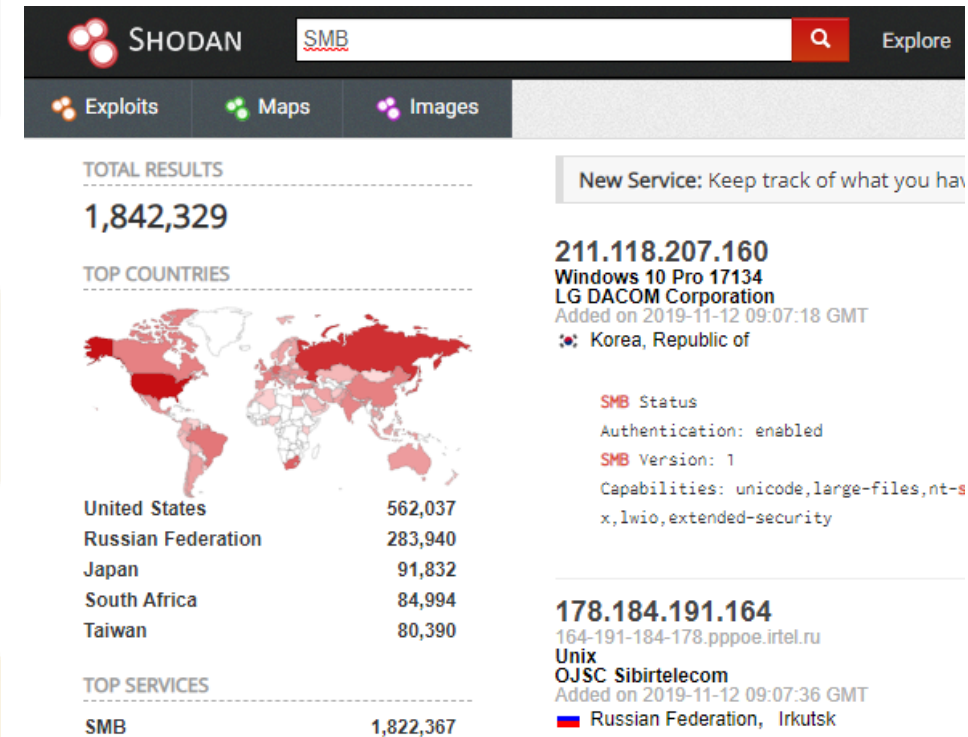 SHODAN
SMB
Explore
Exploits
Maps
Images
TOTAL RESULTS
1,842,329
TOP COUNTRIES
United States 562,037
Russian Federation 283,940
Japan 91,832
South Africa 84,994
Taiwan 80,390
TOP SERVICES
SMB 1,822,367
New Service: Keep track of what you hav
211.118.207.160
Windows 10 Pro 17134
LG DACOM Corporation
Added on 2019-11-12 09:07:18 GMT
Korea, Republic of
SMB Status
Authentication: enabled
SMB Version: 1
Capabilities: unicode,large-files,nt-s
x,lwio,extended-security
178.184.191.164
164-191-184-178.pppoe.irtel.ru
Unix
OJSC Sibirtelecom
Added on 2019-11-12 09:07:36 GMT
Russian Federation, Irkutsk